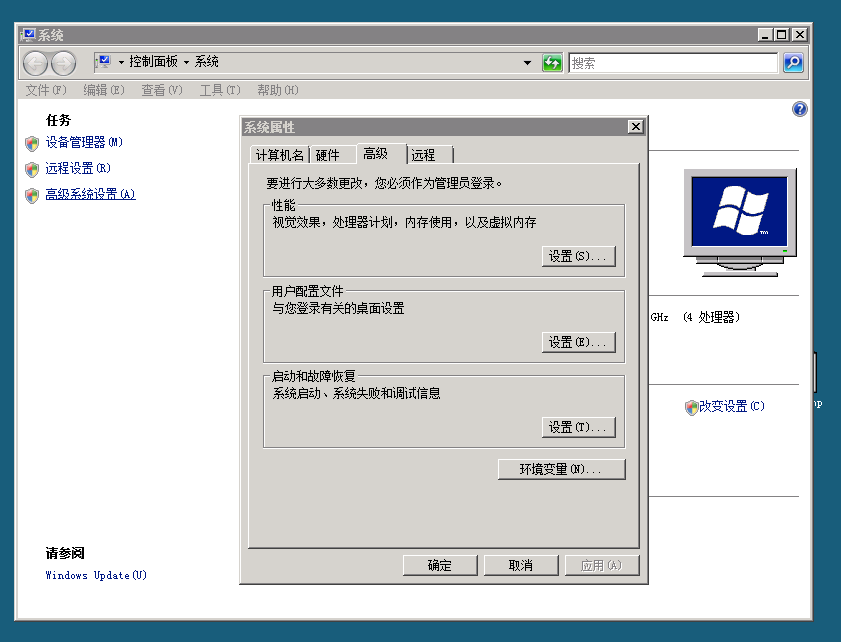 系统
控制面板 系统
搜索
文件(F) 编辑(E) 查看(V) 工具(T) 帮助(H)
任务
设备管理器(M)
远程设置(R)
高级系统设置(A)
系统属性
计算机名 硬件 高级 远程
要进行大多数更改，您必须作为管理员登录。
性能
视觉效果，处理器计划，内存使用，以及虚拟内存
设置(S)...
用户配置文件
与您登录有关的桌面设置
设置(E)...
启动和故障恢复
系统启动、系统失败和调试信息
设置(T)...
环境变量(N)...
确定 取消 应用(A)
GHz (4 处理器)
改变设置(C)
请参阅
Windows Update(U)